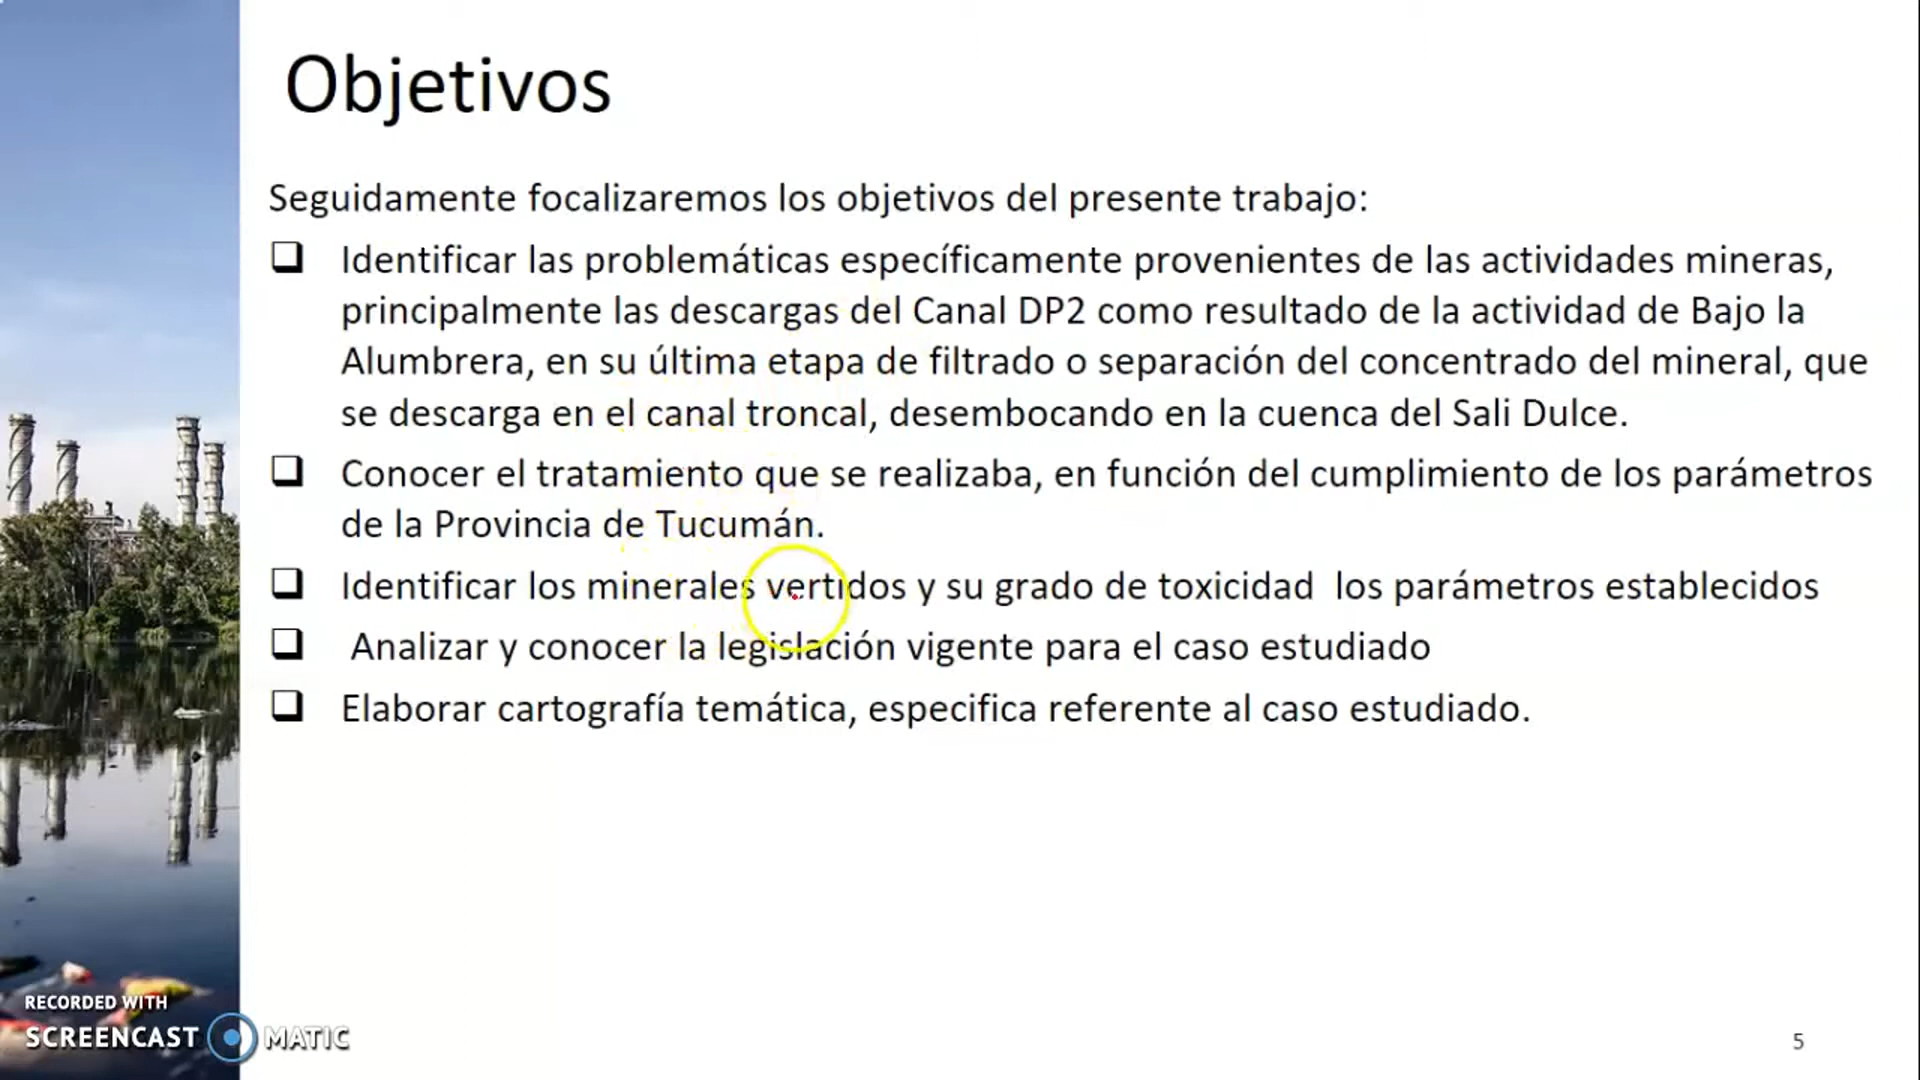 Objetivos
Seguidamente focalizaremos los objetivos del presente trabajo:
Identificar las problemáticas específicamente provenientes de las actividades mineras,
principalmente las descargas del Canal DP2 como resultado de la actividad de Bajo la
Alumbrera, en su última etapa de filtrado o separación del concentrado del mineral, que
se descarga en el canal troncal, desembocando en la cuenca del Sali Dulce.
Conocer el tratamiento que se realizaba, en función del cumplimiento de los parámetros
de la Provincia de Tucumán.
Identificar los minerales vertidos y su grado de toxicidad  los parámetros establecidos
Analizar y conocer la legislación vigente para el caso estudiado
Elaborar cartografía temática, especifica referente al caso estudiado.
RECORDED WITH
SCREENCAST MATIC
5